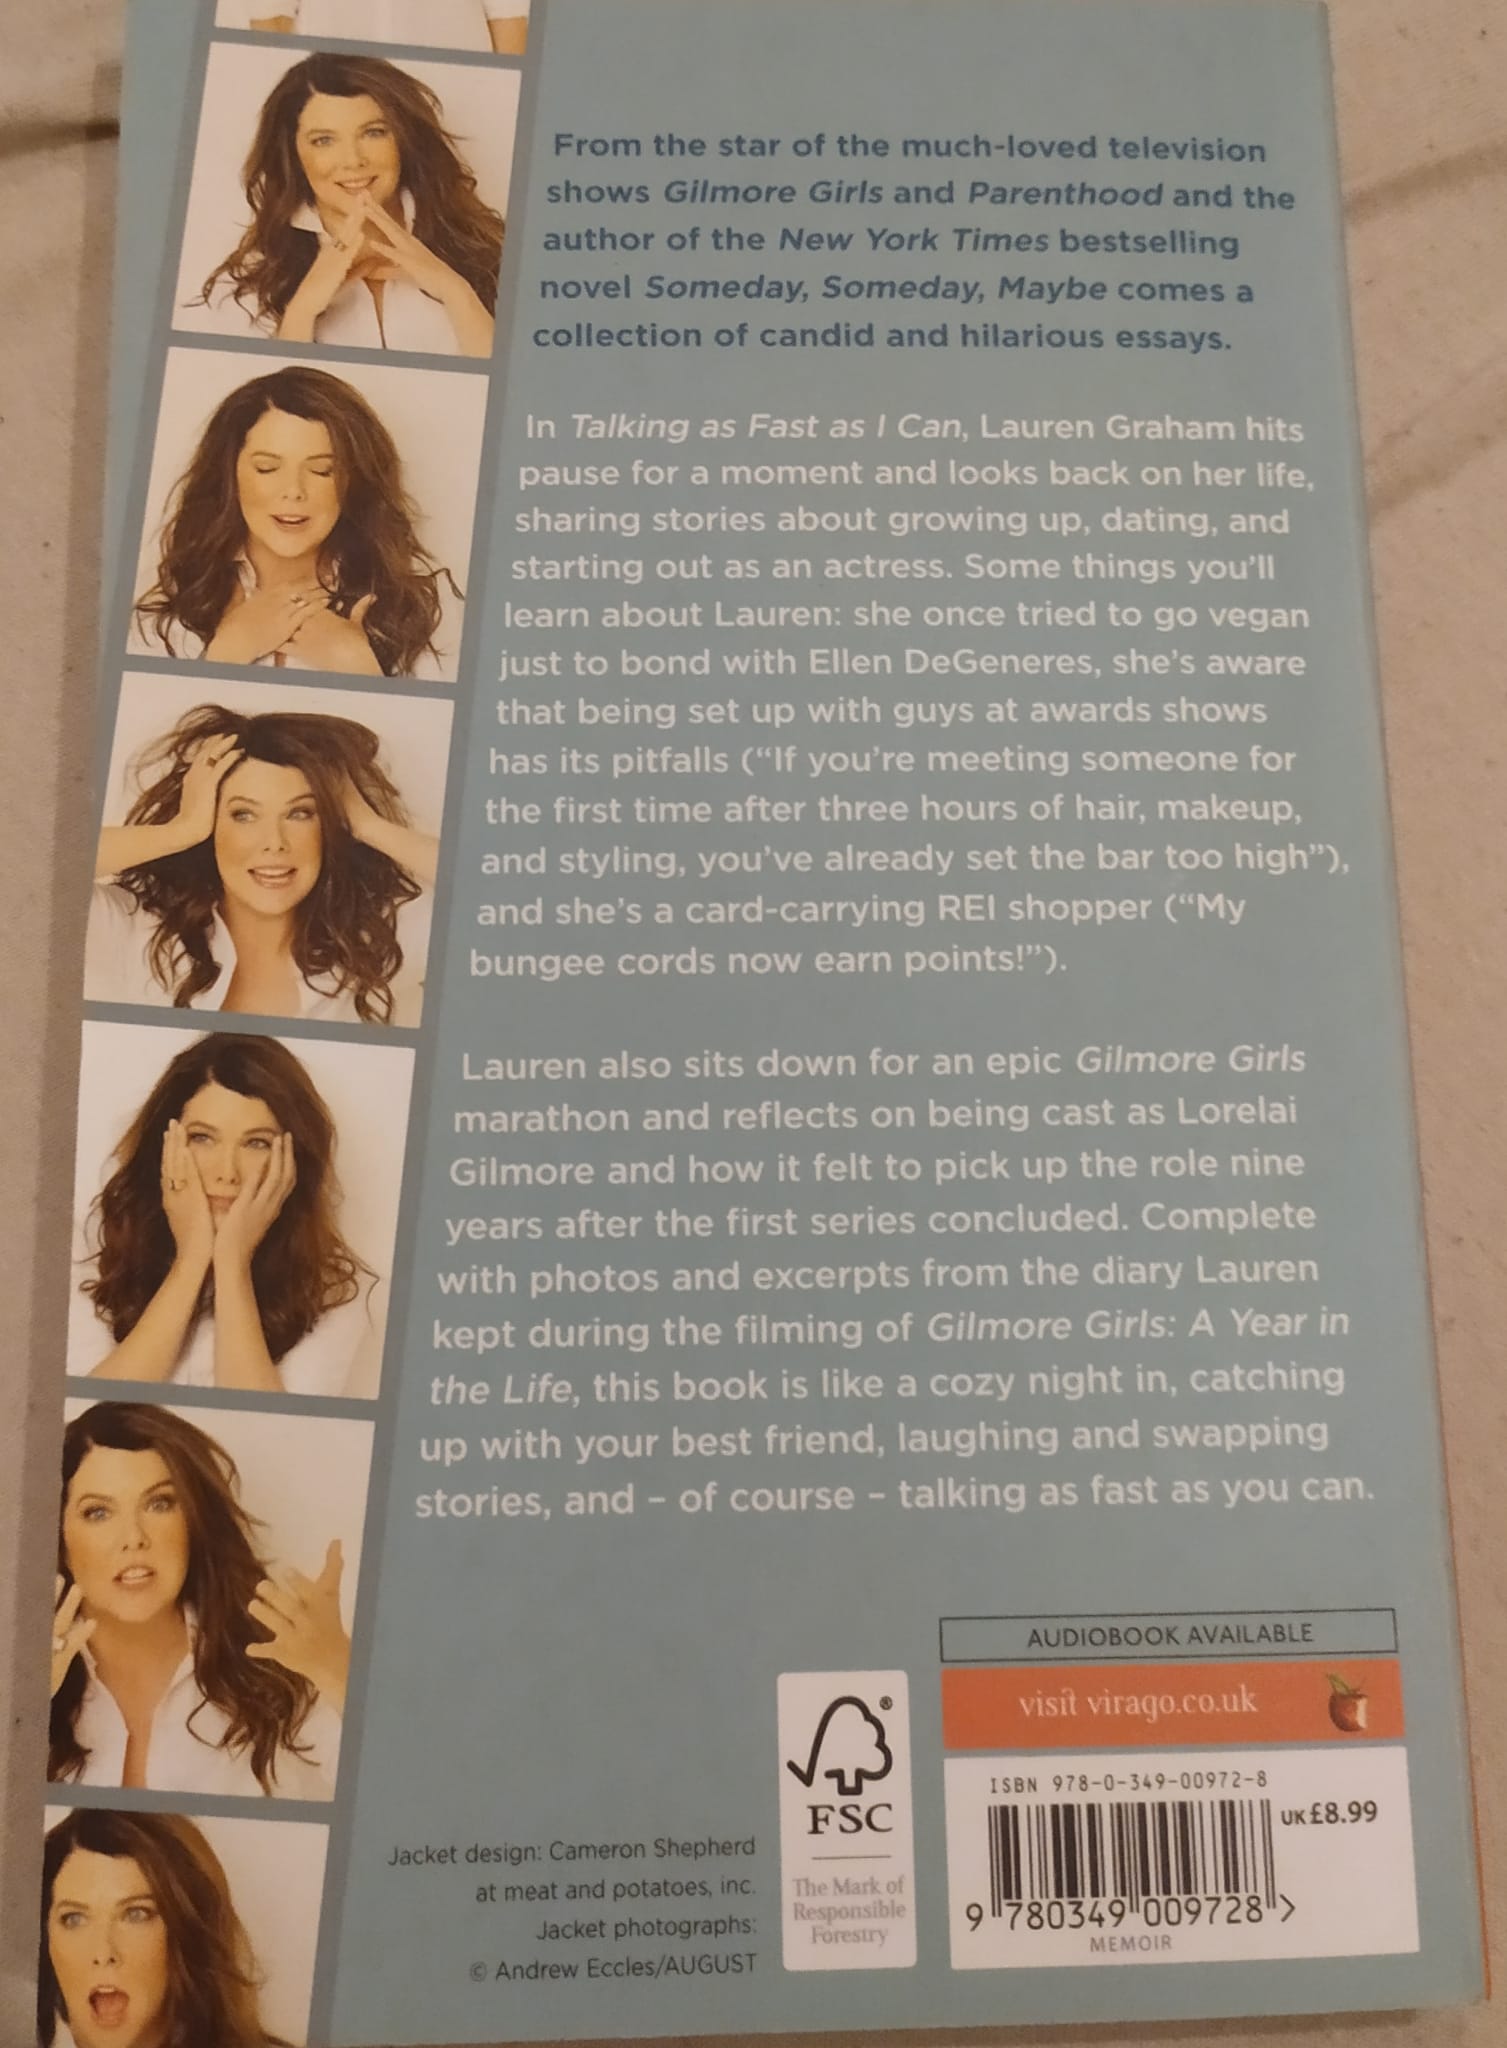 From the star of the much-loved television
shows Gilmore Girls and Parenthood and the
author of the New York Times bestselling
novel Someday, Someday, Maybe comes a
collection of candid and hilarious essays.
In Talking as Fast as I Can, Lauren Graham hits
pause for a moment and looks back on her life,
sharing stories about growing up, dating, and
starting out as an actress. Some things you'll
learn about Lauren: she once tried to go vegan
just to bond with Ellen DeGeneres, she's aware
that being set up with guys at awards shows
has its pitfalls (“If you're meeting someone for
the first time after three hours of hair, makeup,
and styling, you've already set the bar too high”),
and she's a card-carrying REI shopper (“My
bungee cords now earn points!”).
Lauren also sits down for an epic Gilmore Girls
marathon and reflects on being cast as Lorelai
Gilmore and how it felt to pick up the role nine
years after the first series concluded. Complete
with photos and excerpts from the diary Lauren
kept during the filming of Gilmore Girls: A Year in
the Life, this book is like a cozy night in, catching
up with your best friend, laughing and swapping
stories, and – of course – talking as fast as you can.
AUDIOBOOK AVAILABLE
visit virago.co.uk
ISBN 978-0-349-00972-8
UK £8.99
9 780349 009728 >
MEMOIR
®
FSC
The Mark of
Responsible
Forestry
Jacket design: Cameron Shepherd
at meat and potatoes, inc.
Jacket photographs:
© Andrew Eccles/AUGUST